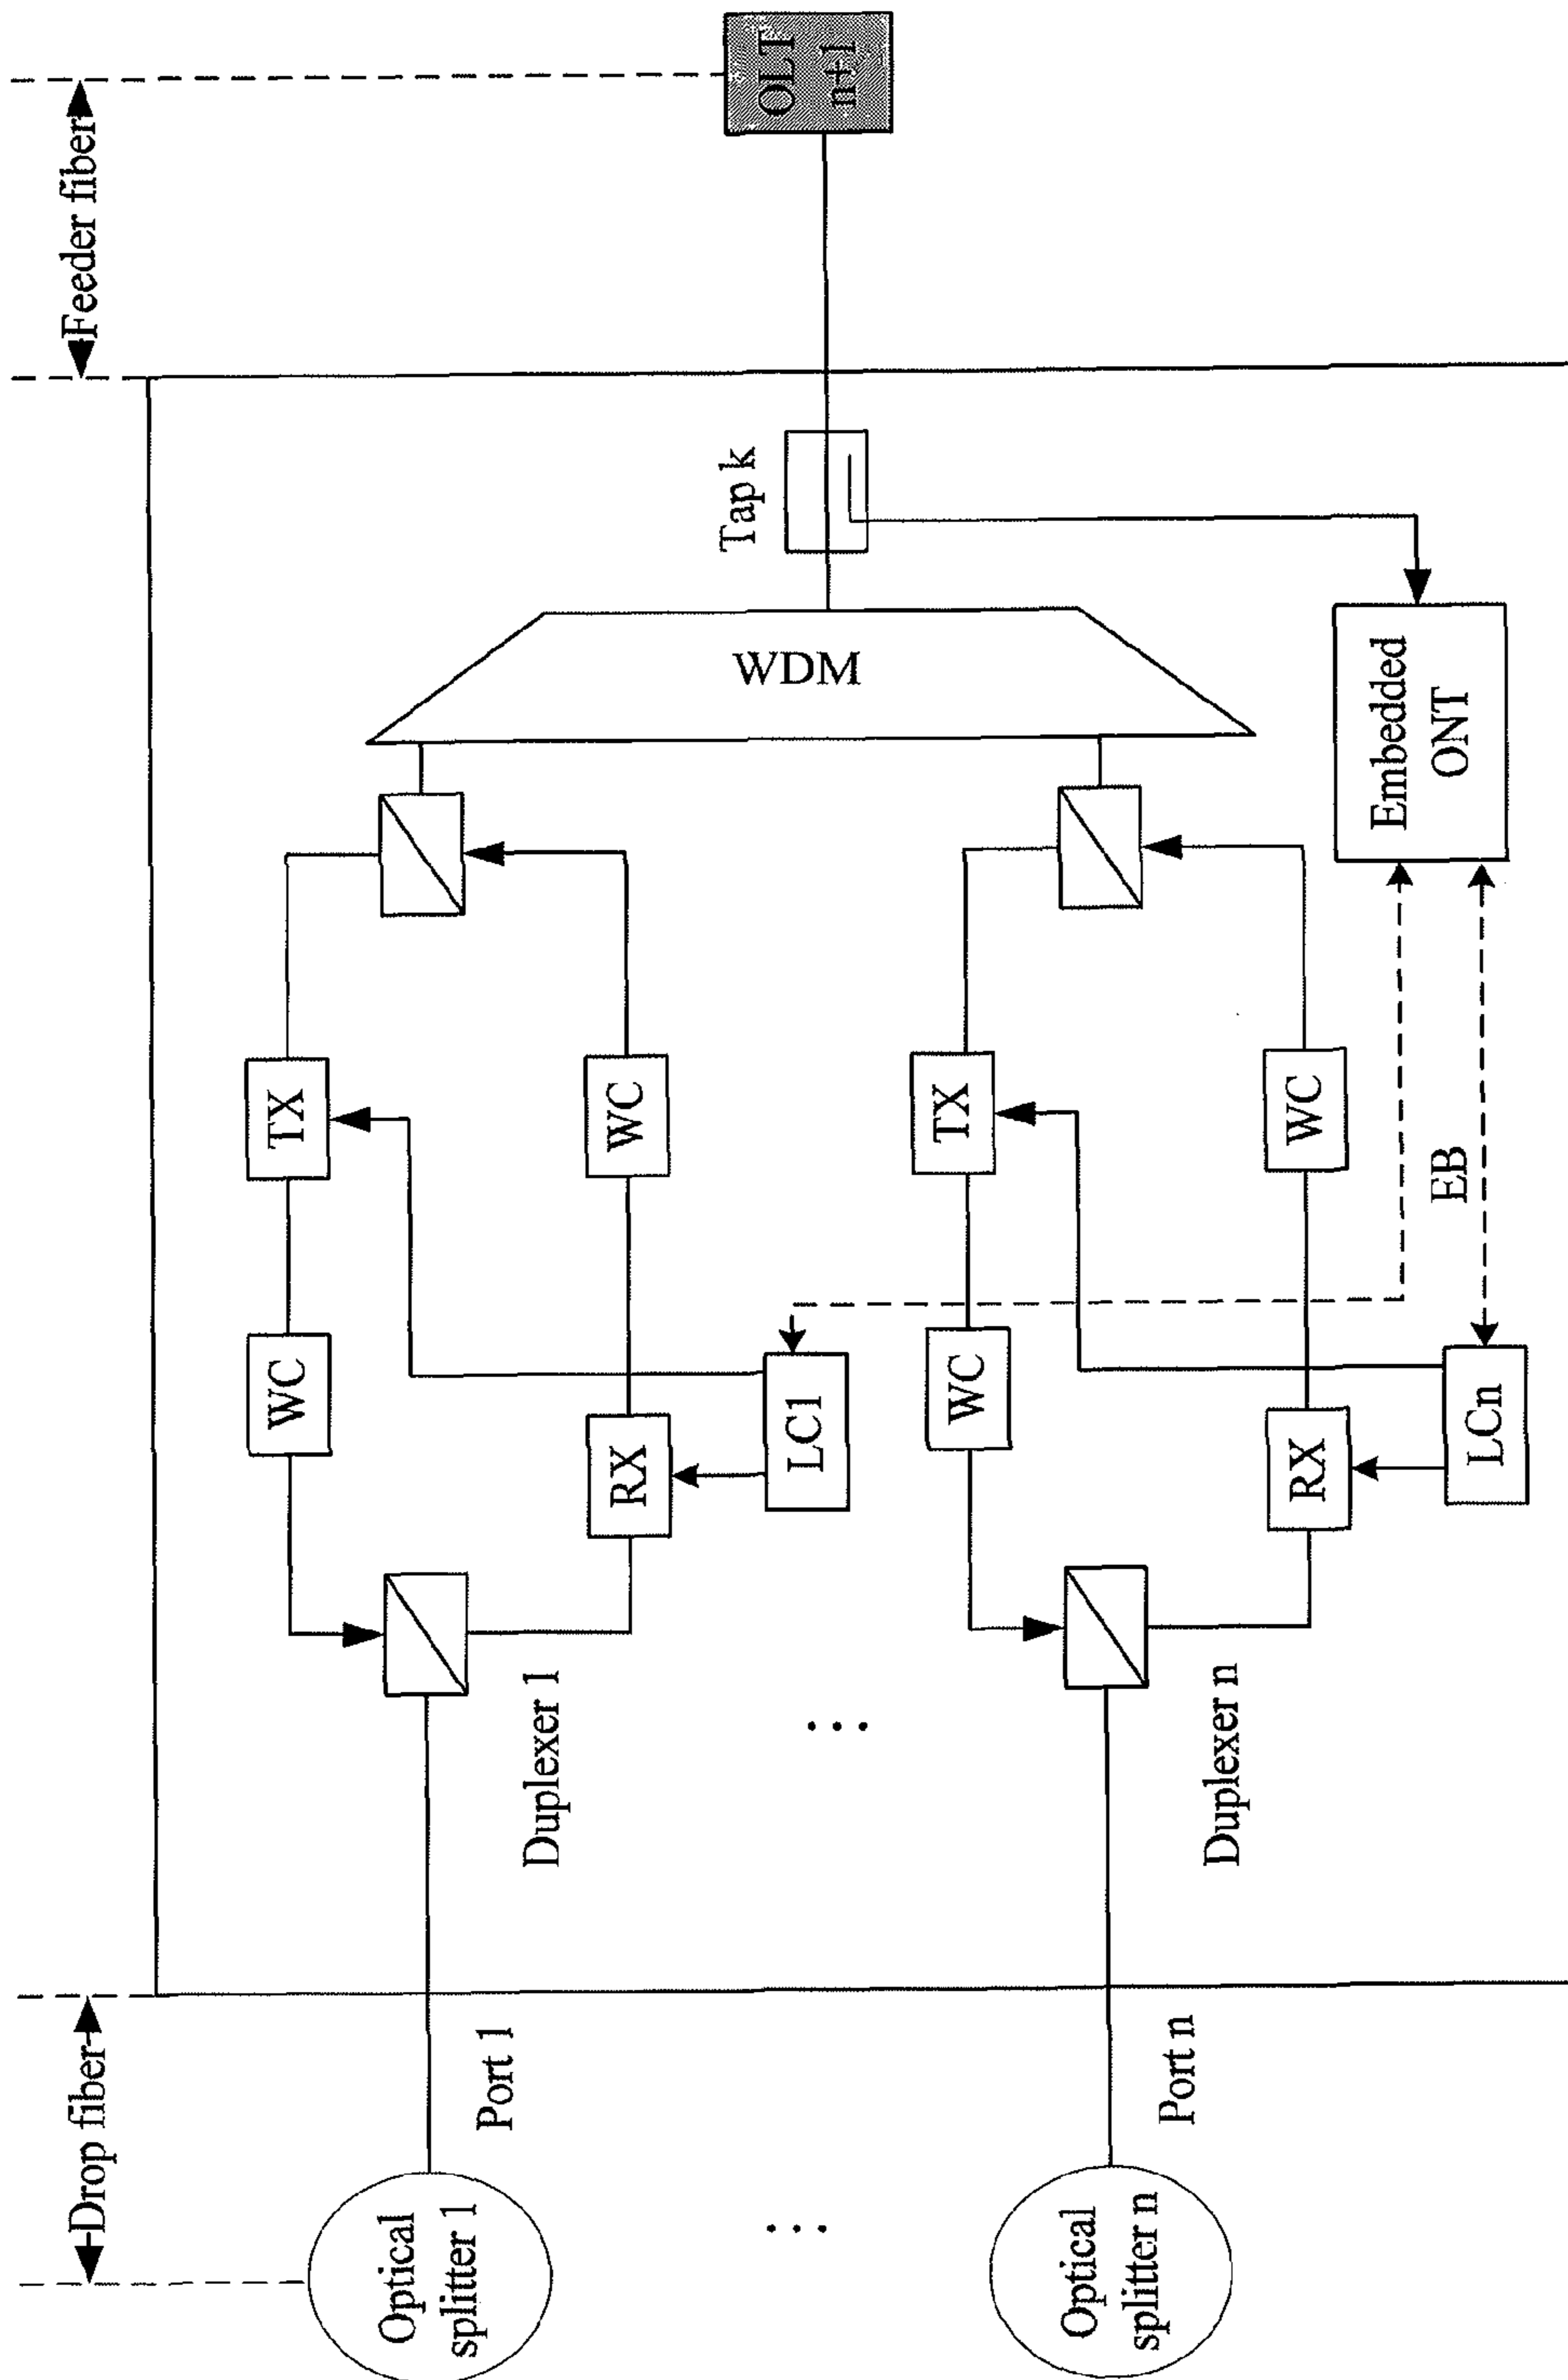 Drop fiber
Feeder fiber
Optical
splitter 1
Port 1
Duplexer 1
WC
TX
RX
WC
LC1
WDM
Tap k
OLT
n+1
...
...
Optical
splitter n
Port n
Duplexer n
WC
TX
RX
WC
LCn
EB
Embedded
ONT